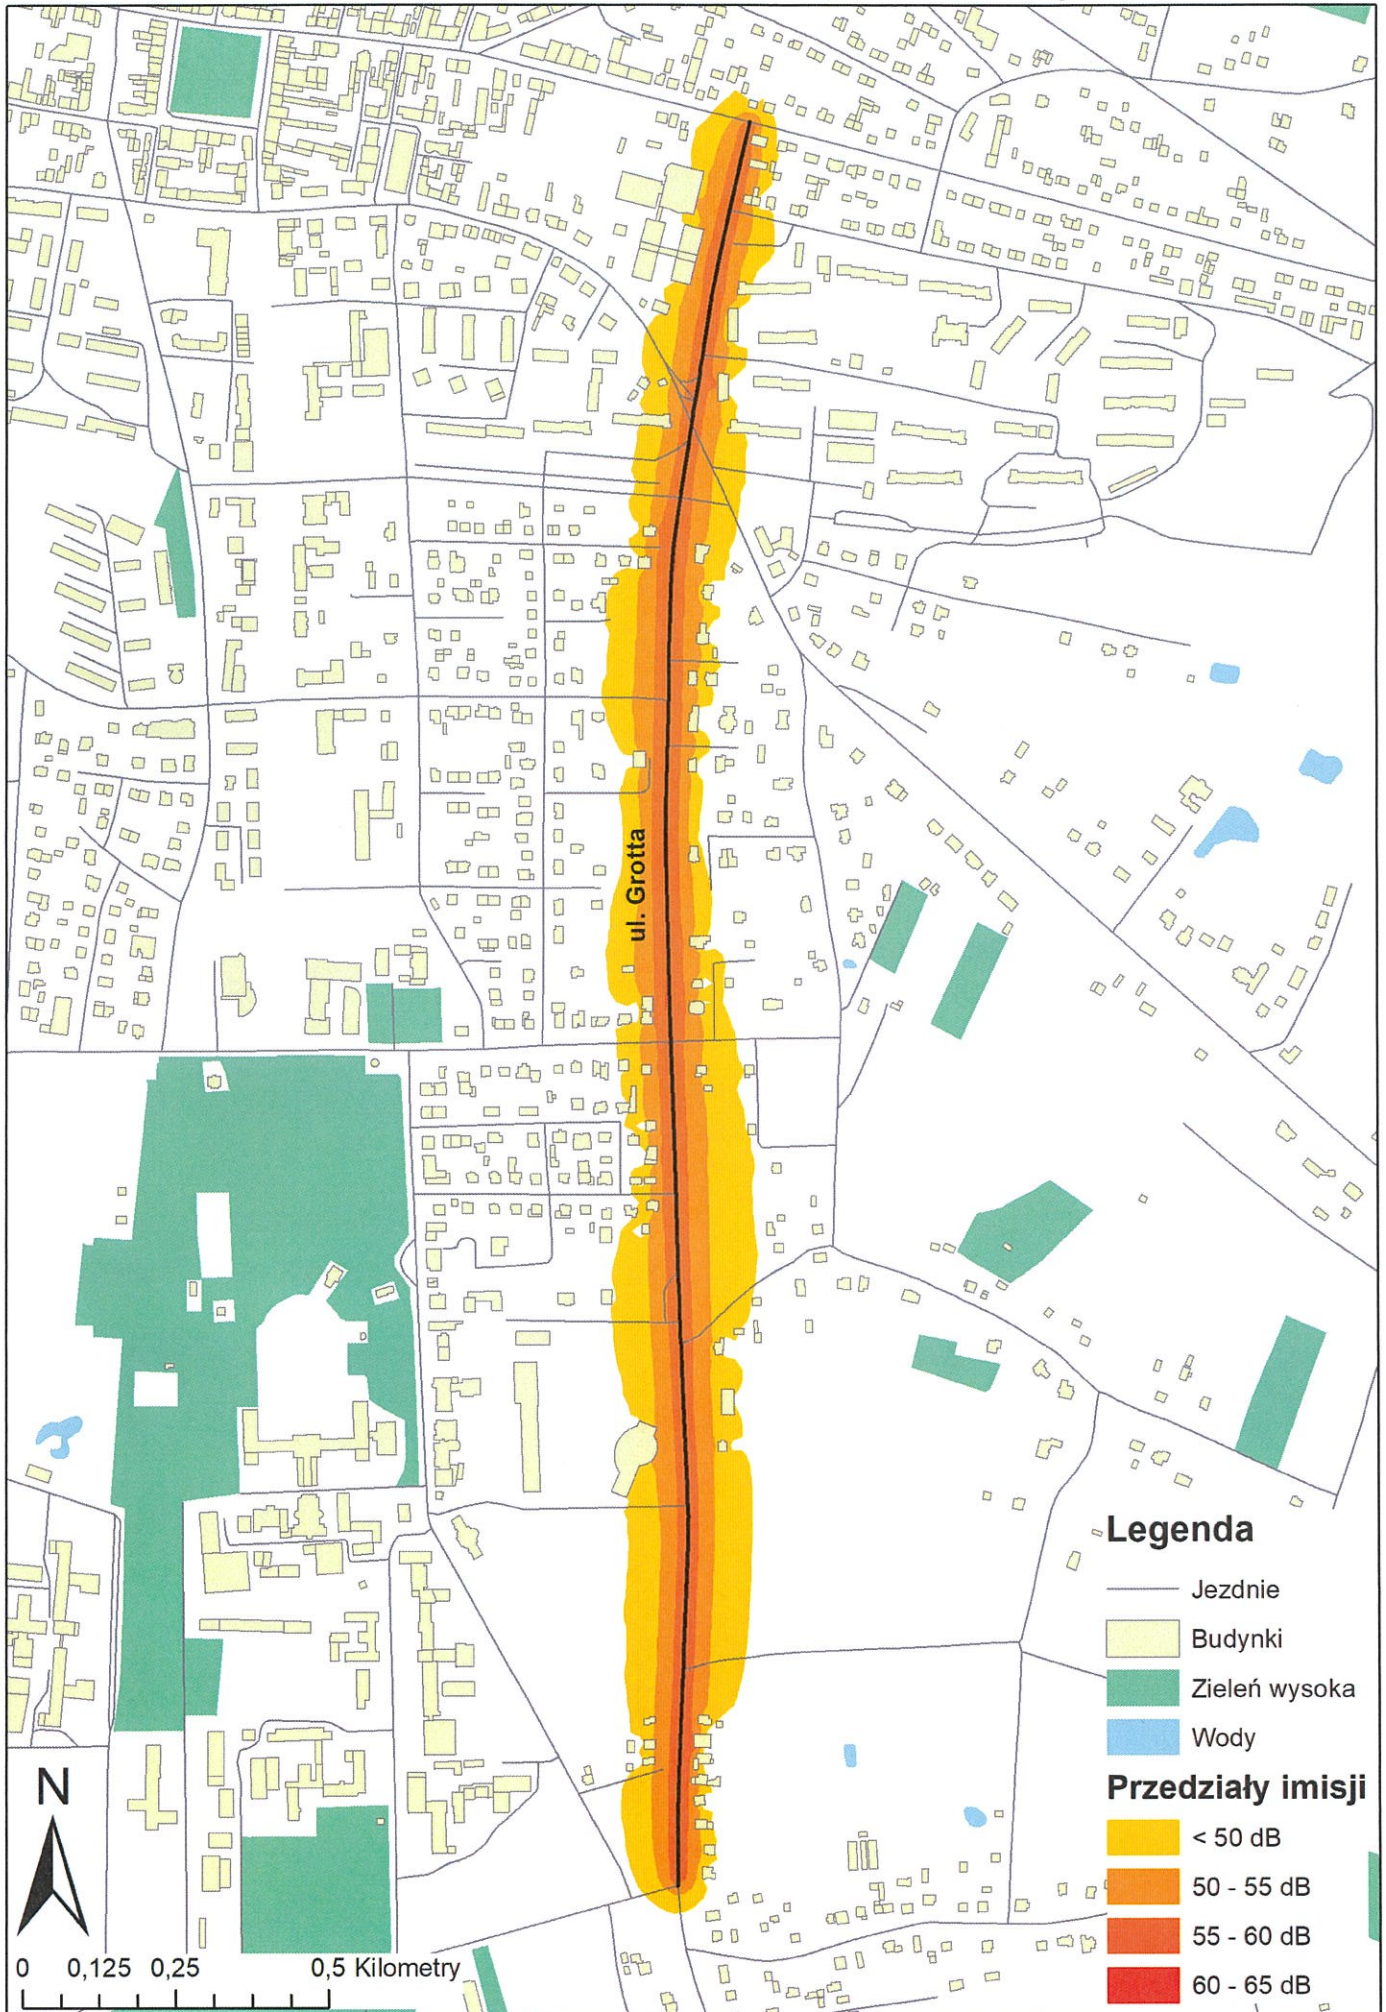 ul. Grotta
Legenda
Jezdnie
Budynki
Zieleń wysoka
Wody
Przedziały imisji
< 50 dB
50 - 55 dB
55 - 60 dB
60 - 65 dB
N
0 0,125 0,25 0,5 Kilometry